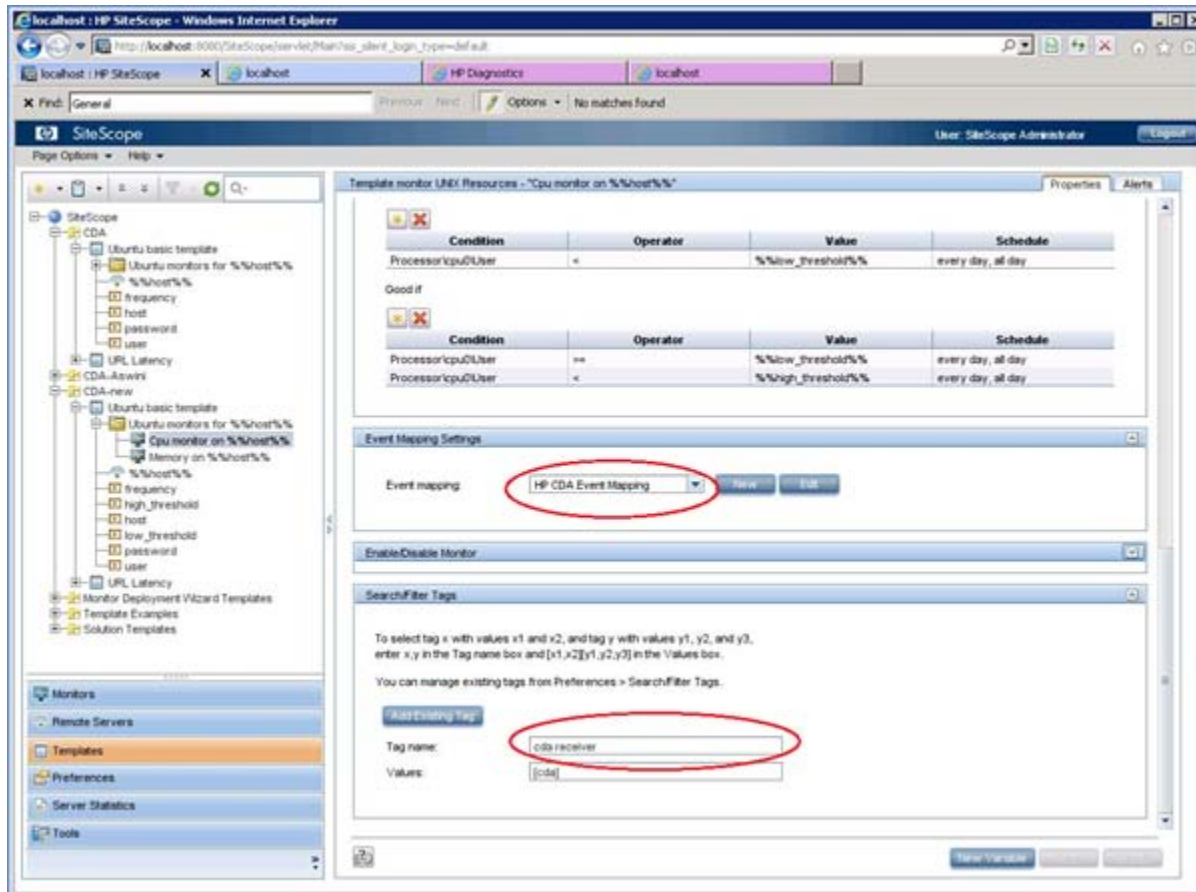 localhost : HP SiteScope - Windows Internet Explorer
http://localhost:8080/SiteScope/servlet/Main?ss_silent_login_type=default
localhost : HP SiteScope
localhost
HP Diagnostics
localhost
Find: General
Previous Next Options No matches found
SiteScope
User: SiteScope Administrator
Logout
Page Options Help
Template monitor UNIX Resources - "Cpu monitor on %%host%%"
Properties
Alerts
SiteScope
CDA
Ubuntu basic template
Ubuntu monitors for %%host%%
%%host%%
frequency
host
password
user
URL Latency
CDA-Aswini
CDA-new
Ubuntu basic template
Ubuntu monitors for %%host%%
Cpu monitor on %%host%%
Memory on %%host%%
%%host%%
frequency
high_threshold
host
low_threshold
password
user
URL Latency
Monitor Deployment Wizard Templates
Template Examples
Solution Templates
Monitors
Remote Servers
Templates
Preferences
Server Statistics
Tools
Condition Operator Value Schedule
Processor\cpu0\User < %%low_threshold%% every day, all day
Good if
Condition Operator Value Schedule
Processor\cpu0\User >= %%low_threshold%% every day, all day
Processor\cpu0\User < %%high_threshold%% every day, all day
Event Mapping Settings
Event mapping: HP CDA Event Mapping New Edit
Enable/Disable Monitor
Search/Filter Tags
To select tag x with values x1 and x2, and tag y with values y1, y2, and y3,
enter x,y in the Tag name box and [x1,x2][y1,y2,y3] in the Values box.
You can manage existing tags from Preferences > Search/Filter Tags.
Add Existing Tag
Tag name: cda receiver
Values: [cda]
New Variable